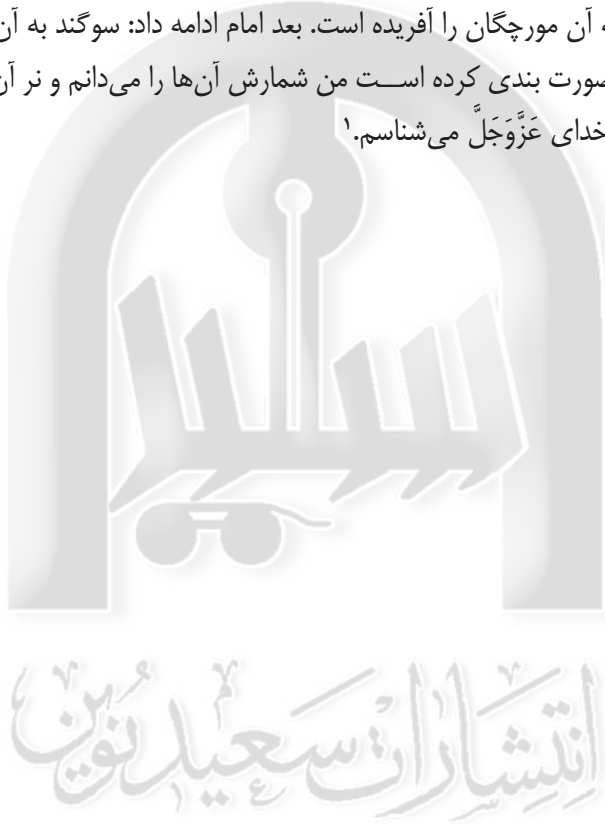 ه آن مورچگان را آفریده است. بعد امام ادامه داد: سوگند به آن
صورت بندی کرده است من شمارش آن‌ها را می‌دانم و نر آن
خدای عَزَّوَجَلَّ می‌شناسم.۱
انتشارات سعید نوین